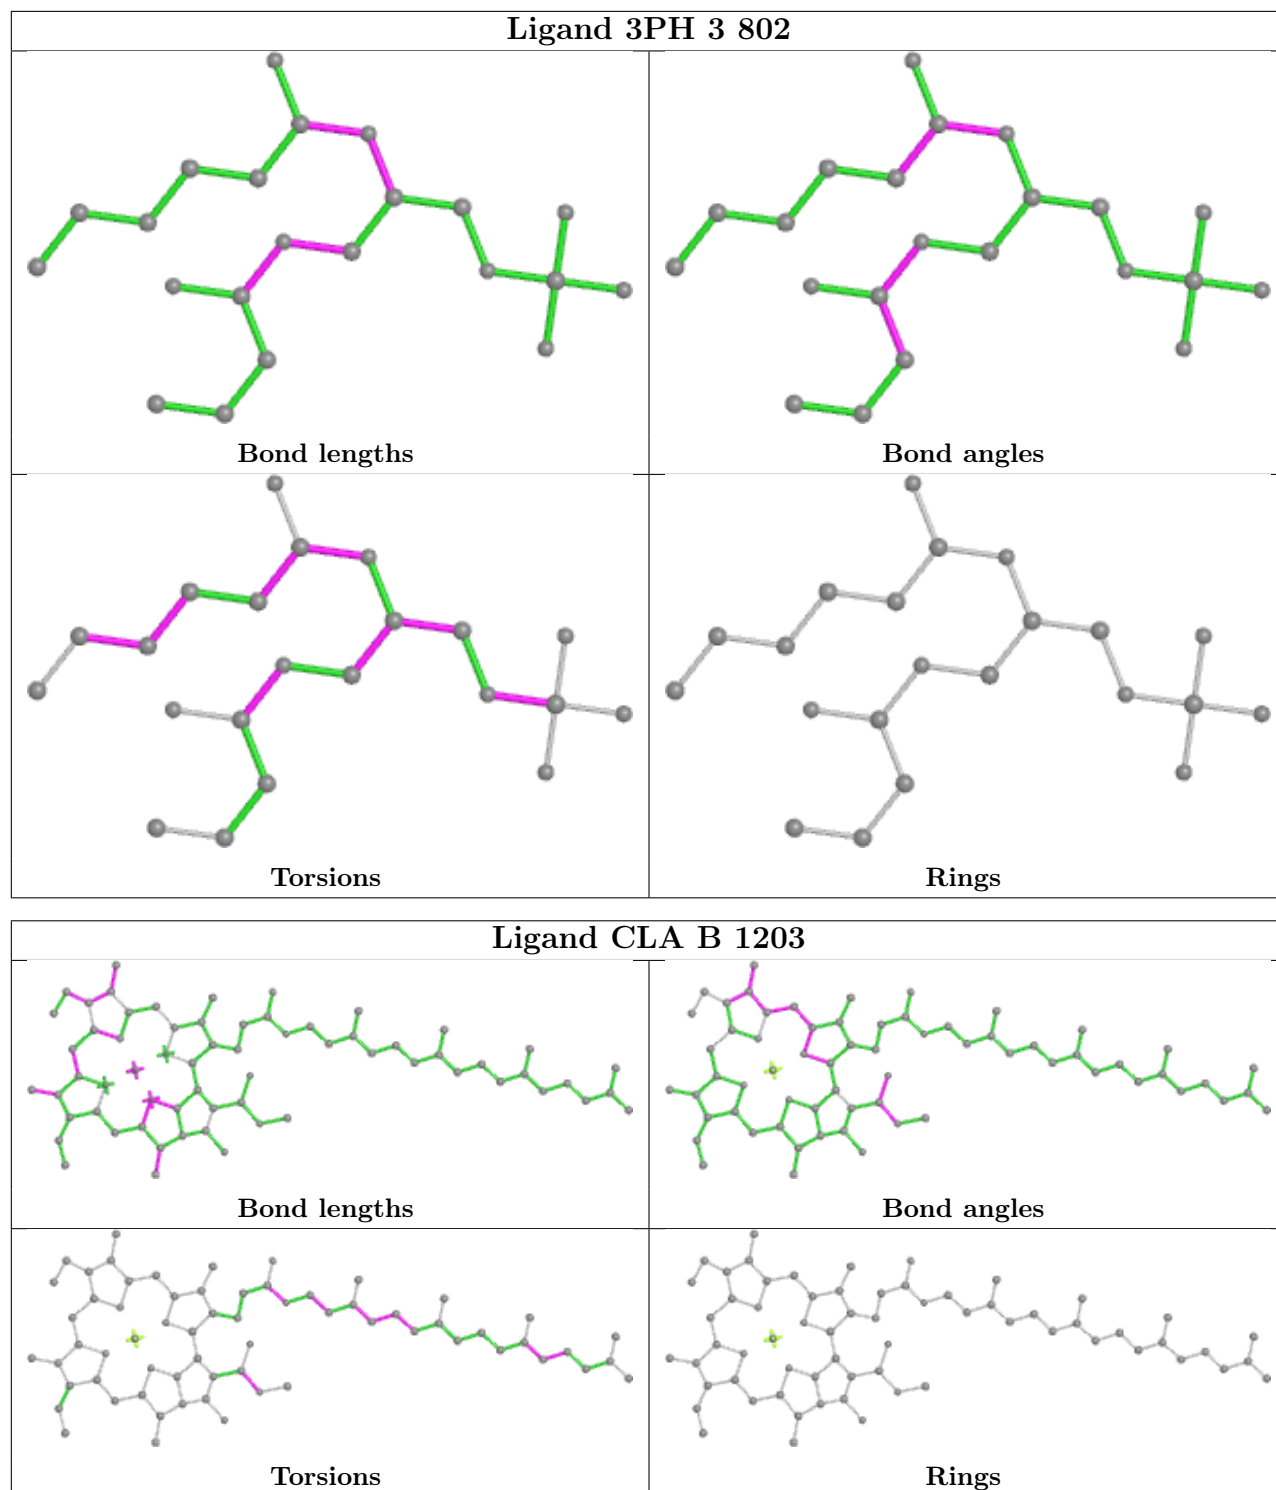 Ligand 3PH 3 802
Bond lengths
Bond angles
Torsions
Rings
Ligand CLA B 1203
Bond lengths
Bond angles
Torsions
Rings